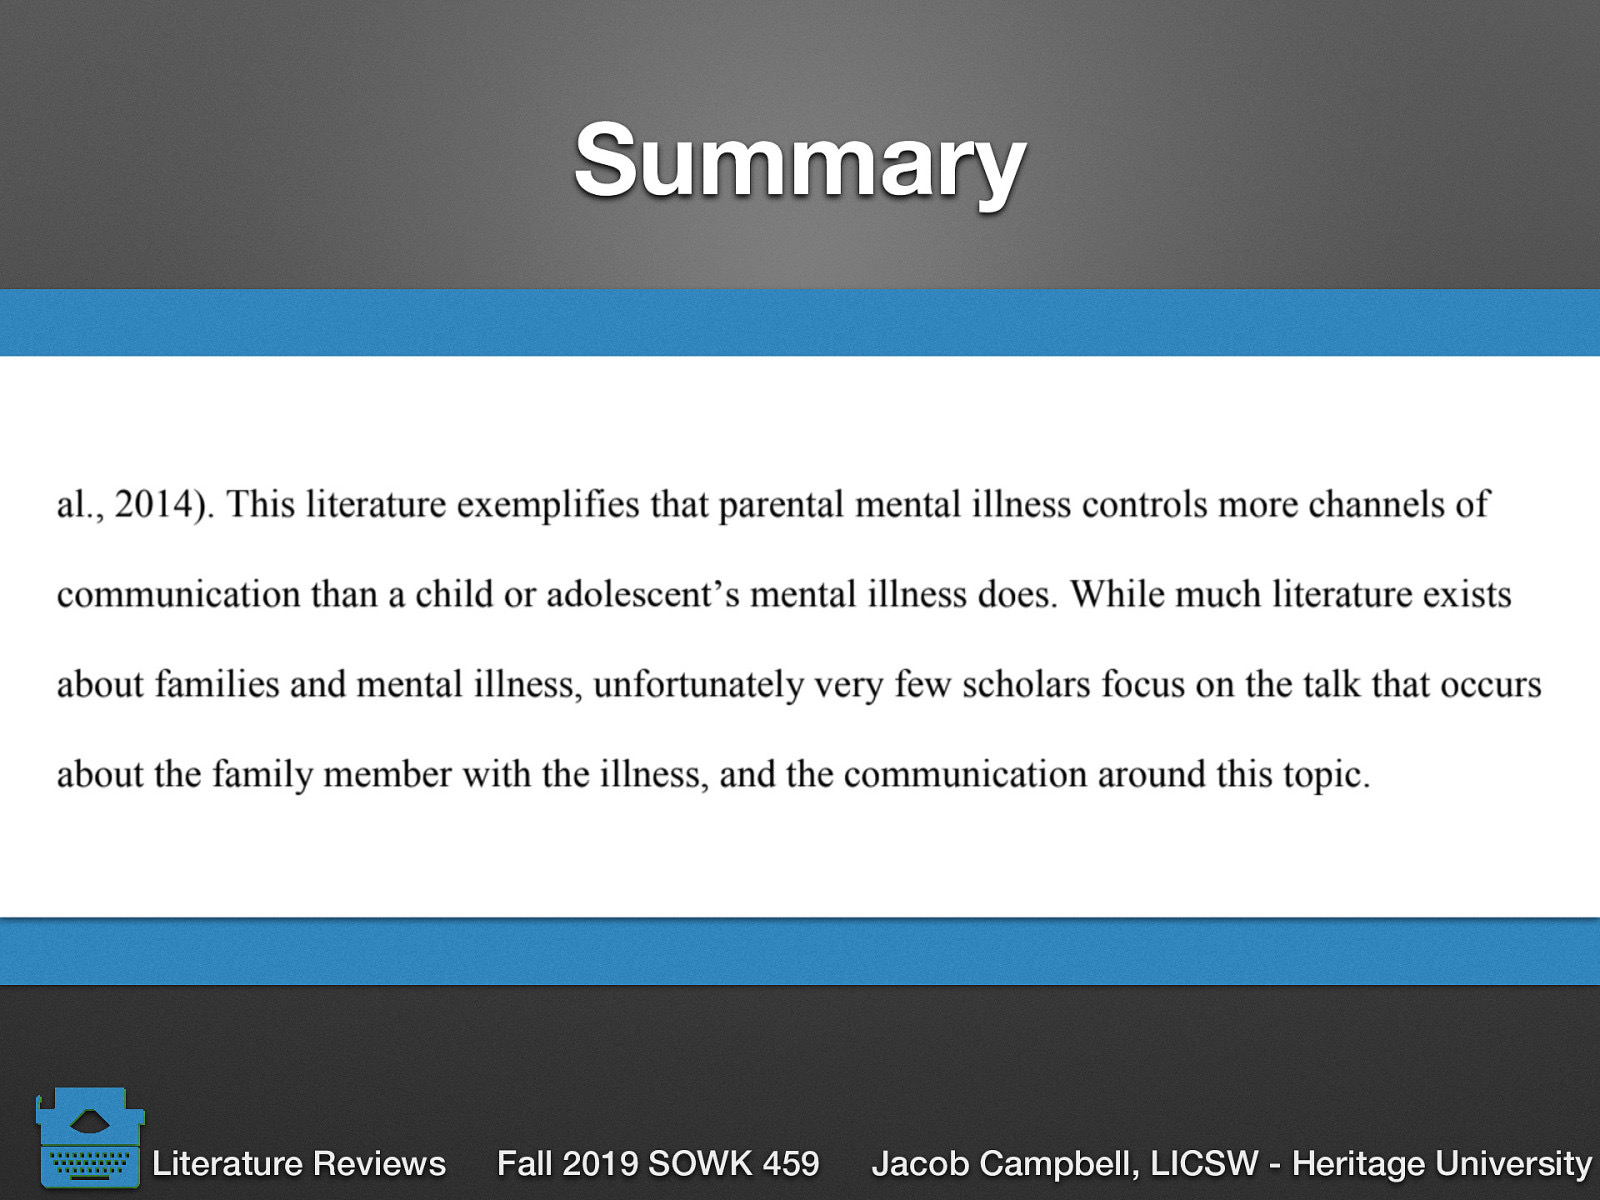 Summary
al., 2014). This literature exemplifies that parental mental illness controls more channels of
communication than a child or adolescent’s mental illness does. While much literature exists
about families and mental illness, unfortunately very few scholars focus on the talk that occurs
about the family member with the illness, and the communication around this topic.
Literature Reviews Fall 2019 SOWK 459 Jacob Campbell, LICSW - Heritage University